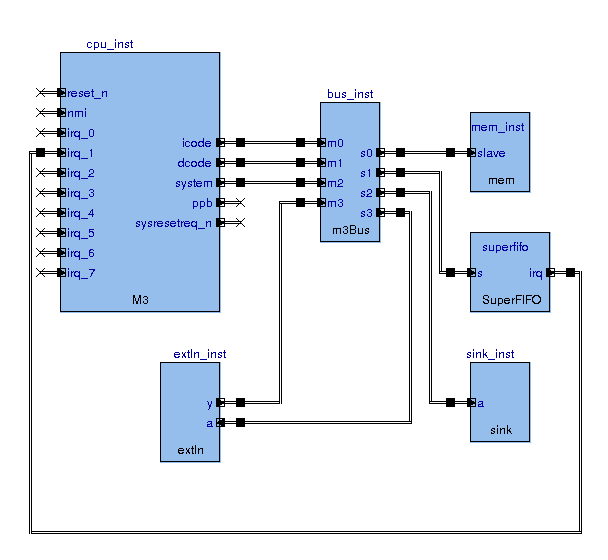 cpu_inst
reset_n
nmi
irq_0
irq_1
irq_2
irq_3
irq_4
irq_5
irq_6
irq_7
icode
dcode
system
ppb
sysresetreq_n
M3
bus_inst
m0
m1
m2
m3
s0
s1
s2
s3
m3Bus
mem_inst
slave
mem
superfifo
s
irq
SuperFIFO
extIn_inst
y
a
extIn
sink_inst
a
sink